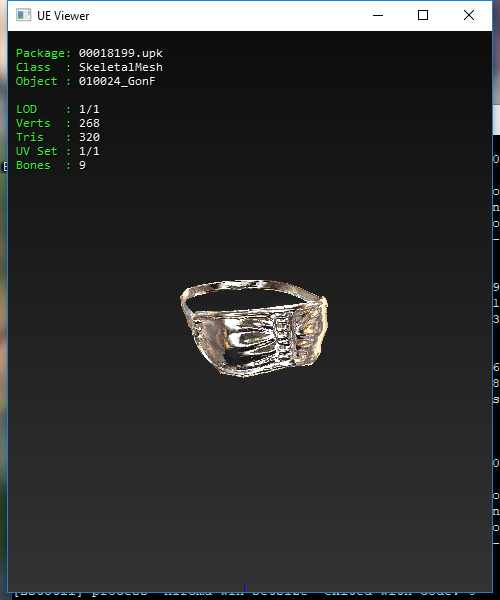 UE Viewer
Package: 00018199.upk
Class  : SkeletalMesh
Object : 010024_GonF
LOD    : 1/1
Verts  : 268
Tris   : 320
UV Set : 1/1
Bones  : 9